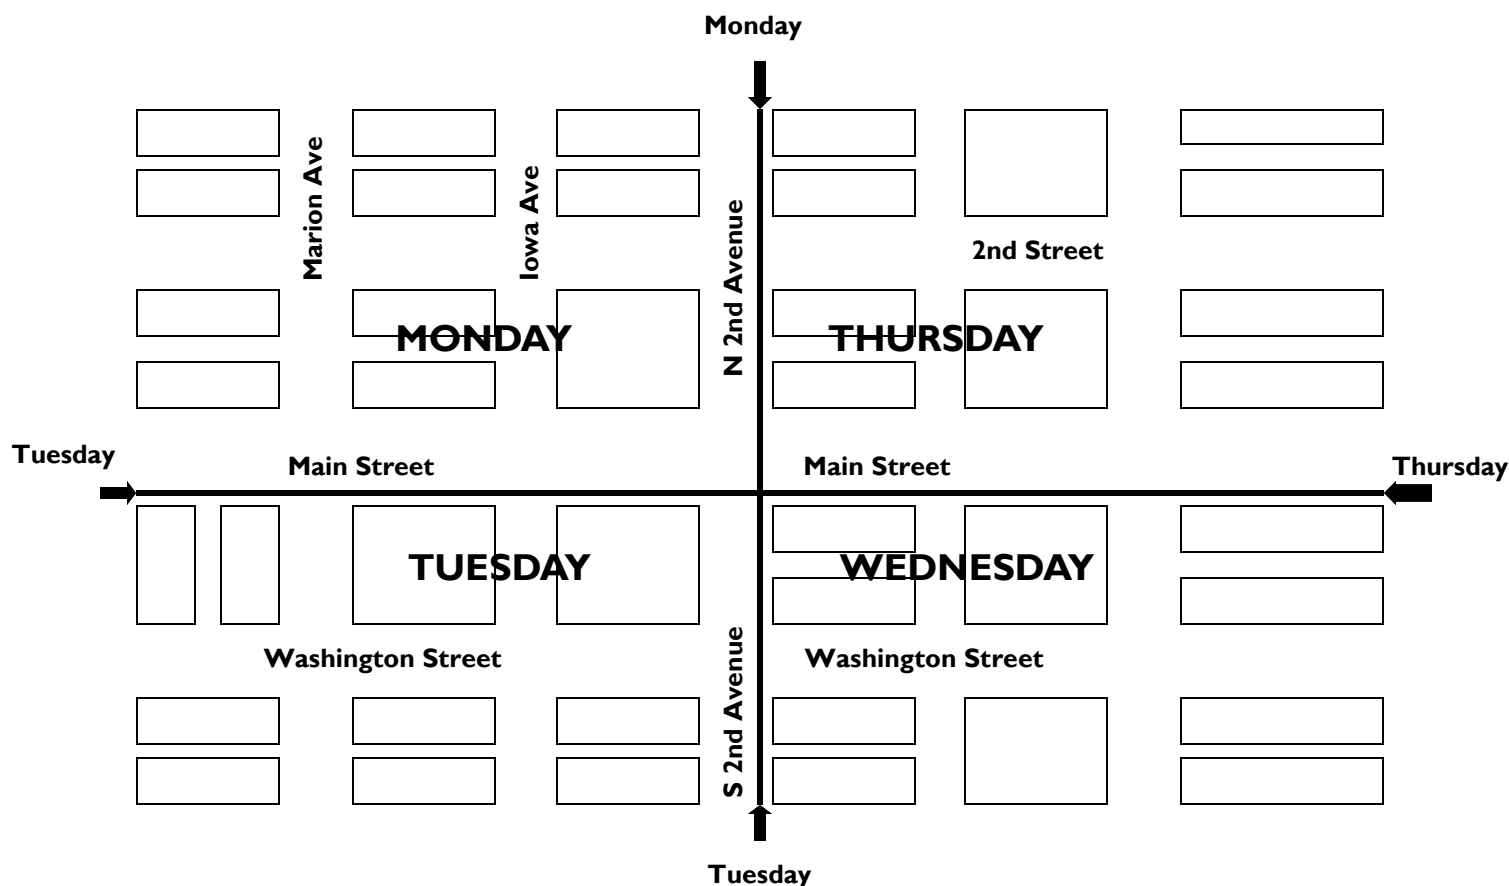 Monday
Marion Ave
Iowa Ave
N 2nd Avenue
2nd Street
MONDAY
THURSDAY
Tuesday
Main Street
Main Street
Thursday
TUESDAY
WEDNESDAY
Washington Street
S 2nd Avenue
Washington Street
Tuesday